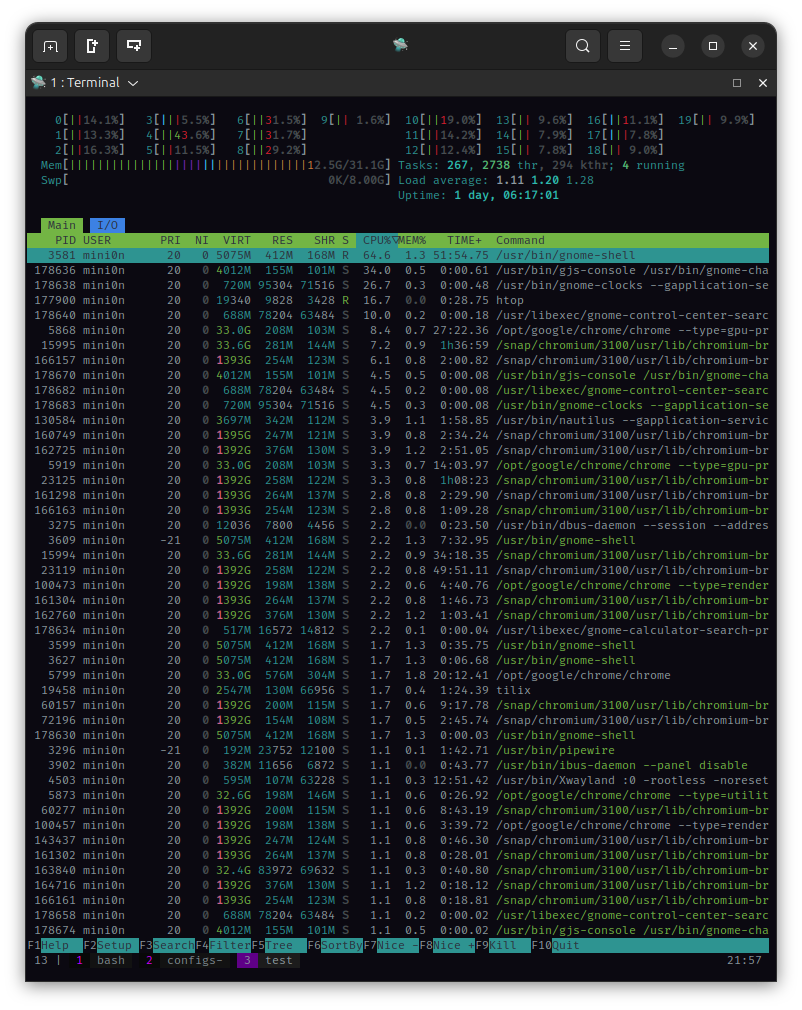 1 : Terminal
0[||14.1%] 3[|||5.5%] 6[||31.5%] 9[|| 1.6%] 10[||19.0%] 13[|| 9.6%] 16[||11.1%] 19[|| 9.9%]
1[||13.3%] 4[||43.6%] 7[||31.7%] 11[||14.2%] 14[|| 7.9%] 17[|||7.8%]
2[||16.3%] 5[||11.5%] 8[||29.2%] 12[||12.4%] 15[|| 7.8%] 18[|| 9.0%]
Mem[||||||||||||||||||||||||||||||||||12.5G/31.1G] Tasks: 267, 2738 thr, 294 kthr; 4 running
Swp[ 0K/8.00G] Load average: 1.11 1.20 1.28
Uptime: 1 day, 06:17:01
Main I/O
PID USER PRI NI VIRT RES SHR S CPU%▽MEM% TIME+ Command
3581 mini0n 20 0 5075M 412M 168M R 64.6 1.3 51:54.75 /usr/bin/gnome-shell
178636 mini0n 20 0 4012M 155M 101M S 34.0 0.5 0:00.61 /usr/bin/gjs-console /usr/bin/gnome-cha
178638 mini0n 20 0 720M 95304 71516 S 26.7 0.3 0:00.48 /usr/bin/gnome-clocks --gapplication-se
177900 mini0n 20 0 19340 9828 3428 R 16.7 0.0 0:28.75 htop
178640 mini0n 20 0 688M 78204 63484 S 10.0 0.2 0:00.18 /usr/libexec/gnome-control-center-searc
5868 mini0n 20 0 33.0G 208M 103M S 8.4 0.7 27:22.36 /opt/google/chrome/chrome --type=gpu-pr
15995 mini0n 20 0 33.6G 281M 144M S 7.2 0.9 1h36:59 /snap/chromium/3100/usr/lib/chromium-br
166157 mini0n 20 0 1393G 254M 123M S 6.1 0.8 2:00.82 /snap/chromium/3100/usr/lib/chromium-br
178670 mini0n 20 0 4012M 155M 101M S 4.5 0.5 0:00.08 /usr/bin/gjs-console /usr/bin/gnome-cha
178682 mini0n 20 0 688M 78204 63484 S 4.5 0.2 0:00.08 /usr/libexec/gnome-control-center-searc
178683 mini0n 20 0 720M 95304 71516 S 4.5 0.3 0:00.08 /usr/bin/gnome-clocks --gapplication-se
130584 mini0n 20 0 3697M 342M 112M S 3.9 1.1 1:58.85 /usr/bin/nautilus --gapplication-servic
160749 mini0n 20 0 1395G 247M 121M S 3.9 0.8 2:34.24 /snap/chromium/3100/usr/lib/chromium-br
162725 mini0n 20 0 1392G 376M 130M S 3.9 1.2 2:51.05 /snap/chromium/3100/usr/lib/chromium-br
5919 mini0n 20 0 33.0G 208M 103M S 3.3 0.7 14:03.97 /opt/google/chrome/chrome --type=gpu-pr
23125 mini0n 20 0 1392G 258M 122M S 3.3 0.8 1h08:23 /snap/chromium/3100/usr/lib/chromium-br
161298 mini0n 20 0 1393G 264M 137M S 2.8 0.8 2:29.90 /snap/chromium/3100/usr/lib/chromium-br
166163 mini0n 20 0 1393G 254M 123M S 2.8 0.8 1:09.28 /snap/chromium/3100/usr/lib/chromium-br
3275 mini0n 20 0 12036 7800 4456 S 2.2 0.0 0:23.50 /usr/bin/dbus-daemon --session --addres
3609 mini0n -21 0 5075M 412M 168M S 2.2 1.3 7:32.95 /usr/bin/gnome-shell
15994 mini0n 20 0 33.6G 281M 144M S 2.2 0.9 34:18.35 /snap/chromium/3100/usr/lib/chromium-br
23119 mini0n 20 0 1392G 258M 122M S 2.2 0.8 49:51.11 /snap/chromium/3100/usr/lib/chromium-br
100473 mini0n 20 0 1392G 198M 138M S 2.2 0.6 4:40.76 /opt/google/chrome/chrome --type=render
161304 mini0n 20 0 1393G 264M 137M S 2.2 0.8 1:46.73 /snap/chromium/3100/usr/lib/chromium-br
162760 mini0n 20 0 1392G 376M 130M S 2.2 1.2 1:03.41 /snap/chromium/3100/usr/lib/chromium-br
178634 mini0n 20 0 517M 16572 14812 S 2.2 0.1 0:00.04 /usr/libexec/gnome-calculator-search-pr
3599 mini0n 20 0 5075M 412M 168M S 1.7 1.3 0:35.75 /usr/bin/gnome-shell
3627 mini0n 20 0 5075M 412M 168M S 1.7 1.3 0:06.68 /usr/bin/gnome-shell
5799 mini0n 20 0 33.0G 576M 304M S 1.7 1.8 20:12.41 /opt/google/chrome/chrome
19458 mini0n 20 0 2547M 130M 66956 S 1.7 0.4 1:24.39 tilix
60157 mini0n 20 0 1392G 200M 115M S 1.7 0.6 9:17.78 /snap/chromium/3100/usr/lib/chromium-br
72196 mini0n 20 0 1392G 154M 108M S 1.7 0.5 2:45.74 /snap/chromium/3100/usr/lib/chromium-br
178630 mini0n 20 0 5075M 412M 168M S 1.7 1.3 0:00.03 /usr/bin/gnome-shell
3296 mini0n -21 0 192M 23752 12100 S 1.1 0.1 1:42.71 /usr/bin/pipewire
3902 mini0n 20 0 382M 11656 6872 S 1.1 0.0 0:43.77 /usr/bin/ibus-daemon --panel disable
4503 mini0n 20 0 595M 107M 63228 S 1.1 0.3 12:51.42 /usr/bin/Xwayland :0 -rootless -noreset
5873 mini0n 20 0 32.6G 198M 146M S 1.1 0.6 0:26.92 /opt/google/chrome/chrome --type=utilit
60277 mini0n 20 0 1392G 200M 115M S 1.1 0.6 8:43.19 /snap/chromium/3100/usr/lib/chromium-br
100457 mini0n 20 0 1392G 198M 138M S 1.1 0.6 3:39.72 /opt/google/chrome/chrome --type=render
143437 mini0n 20 0 1392G 247M 124M S 1.1 0.8 0:46.30 /snap/chromium/3100/usr/lib/chromium-br
161302 mini0n 20 0 1393G 264M 137M S 1.1 0.8 0:28.01 /snap/chromium/3100/usr/lib/chromium-br
163840 mini0n 20 0 32.4G 83972 69632 S 1.1 0.3 0:40.80 /snap/chromium/3100/usr/lib/chromium-br
164716 mini0n 20 0 1392G 376M 130M S 1.1 1.2 0:18.12 /snap/chromium/3100/usr/lib/chromium-br
166161 mini0n 20 0 1393G 254M 123M S 1.1 0.8 0:18.81 /snap/chromium/3100/usr/lib/chromium-br
178658 mini0n 20 0 688M 78204 63484 S 1.1 0.2 0:00.02 /usr/libexec/gnome-control-center-searc
178674 mini0n 20 0 4012M 155M 101M S 1.1 0.5 0:00.02 /usr/bin/gjs-console /usr/bin/gnome-cha
F1Help F2Setup F3SearchF4FilterF5Tree F6SortByF7Nice -F8Nice +F9Kill F10Quit
13 | 1 bash 2 configs- 3 test 21:57